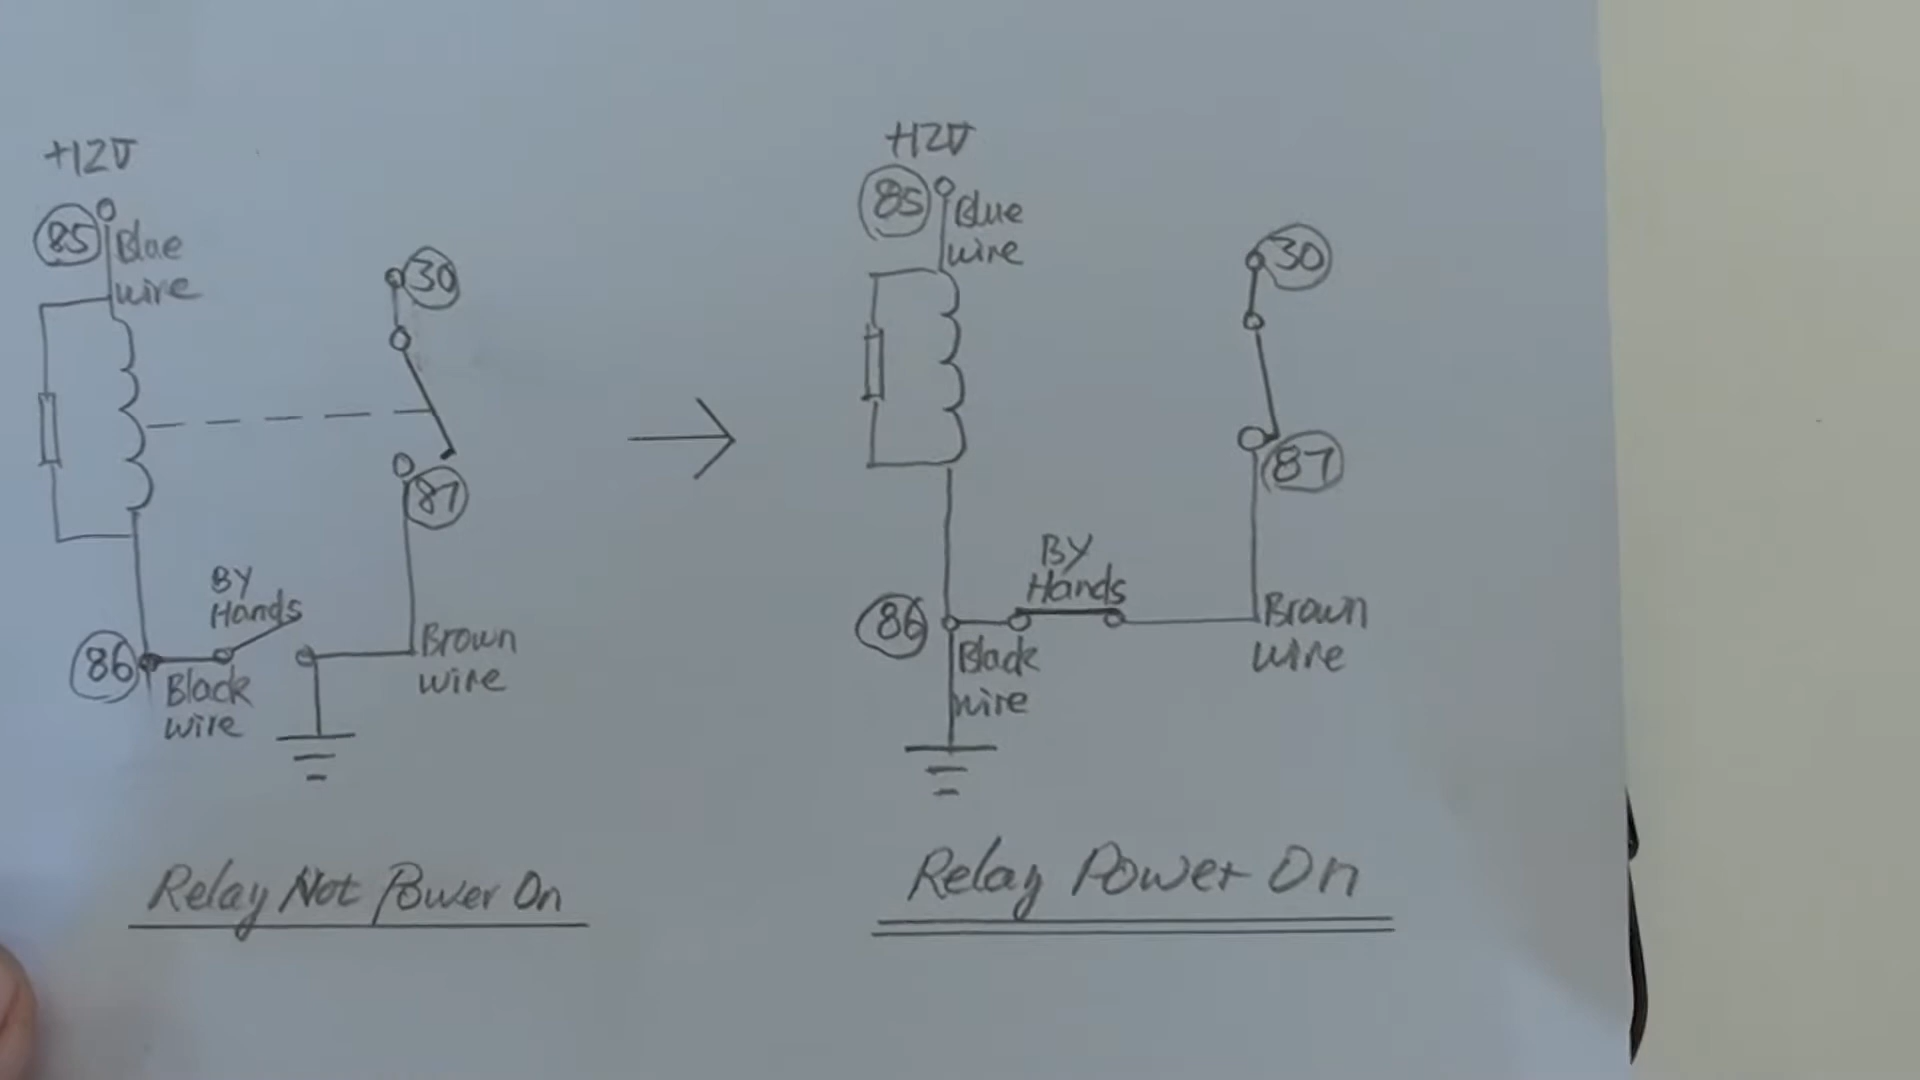 +12V
85
Blue
wire
30
87
BY
Hands
86
Black
wire
Brown
wire
Relay Not Power On
+12V
85
Blue
wire
30
87
BY
Hands
86
Black
wire
Brown
wire
Relay Power On